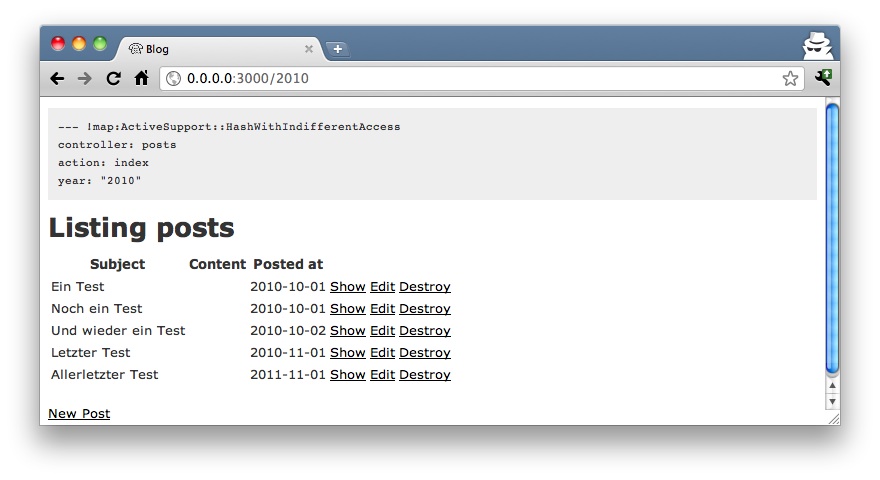 Blog
0.0.0.0:3000/2010
--- !map:ActiveSupport::HashWithIndifferentAccess
controller: posts
action: index
year: "2010"
Listing posts
Subject Content Posted at
Ein Test 2010-10-01 Show Edit Destroy
Noch ein Test 2010-10-01 Show Edit Destroy
Und wieder ein Test 2010-10-02 Show Edit Destroy
Letzter Test 2010-11-01 Show Edit Destroy
Allerletzter Test 2011-11-01 Show Edit Destroy
New Post